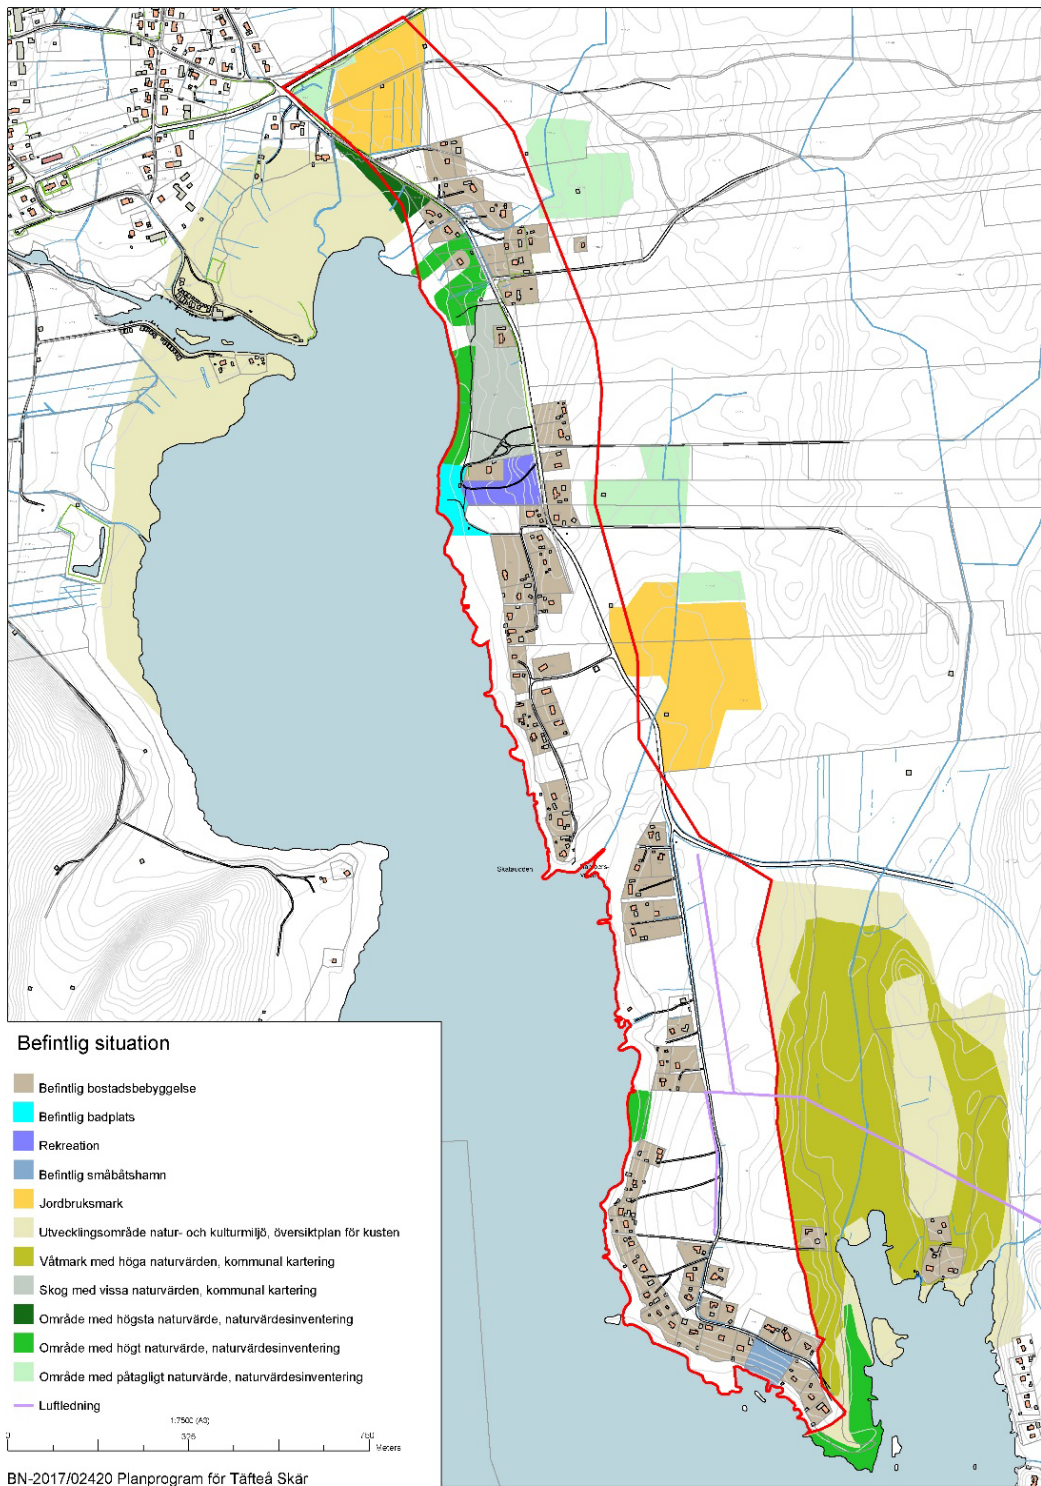 Skataudden
Befintlig situation
Befintlig bostadsbebyggelse
Befintlig badplats
Rekreation
Befintlig småbåtshamn
Jordbruksmark
Utvecklingsområde natur- och kulturmiljö, översiktplan för kusten
Våtmark med höga naturvärden, kommunal kartering
Skog med vissa naturvärden, kommunal kartering
Område med högsta naturvärde, naturvärdesinventering
Område med högt naturvärde, naturvärdesinventering
Område med påtagligt naturvärde, naturvärdesinventering
Luftledning
1:7500 (A3)
0 375 750
Meters
BN-2017/02420 Planprogram för Täfteå Skär